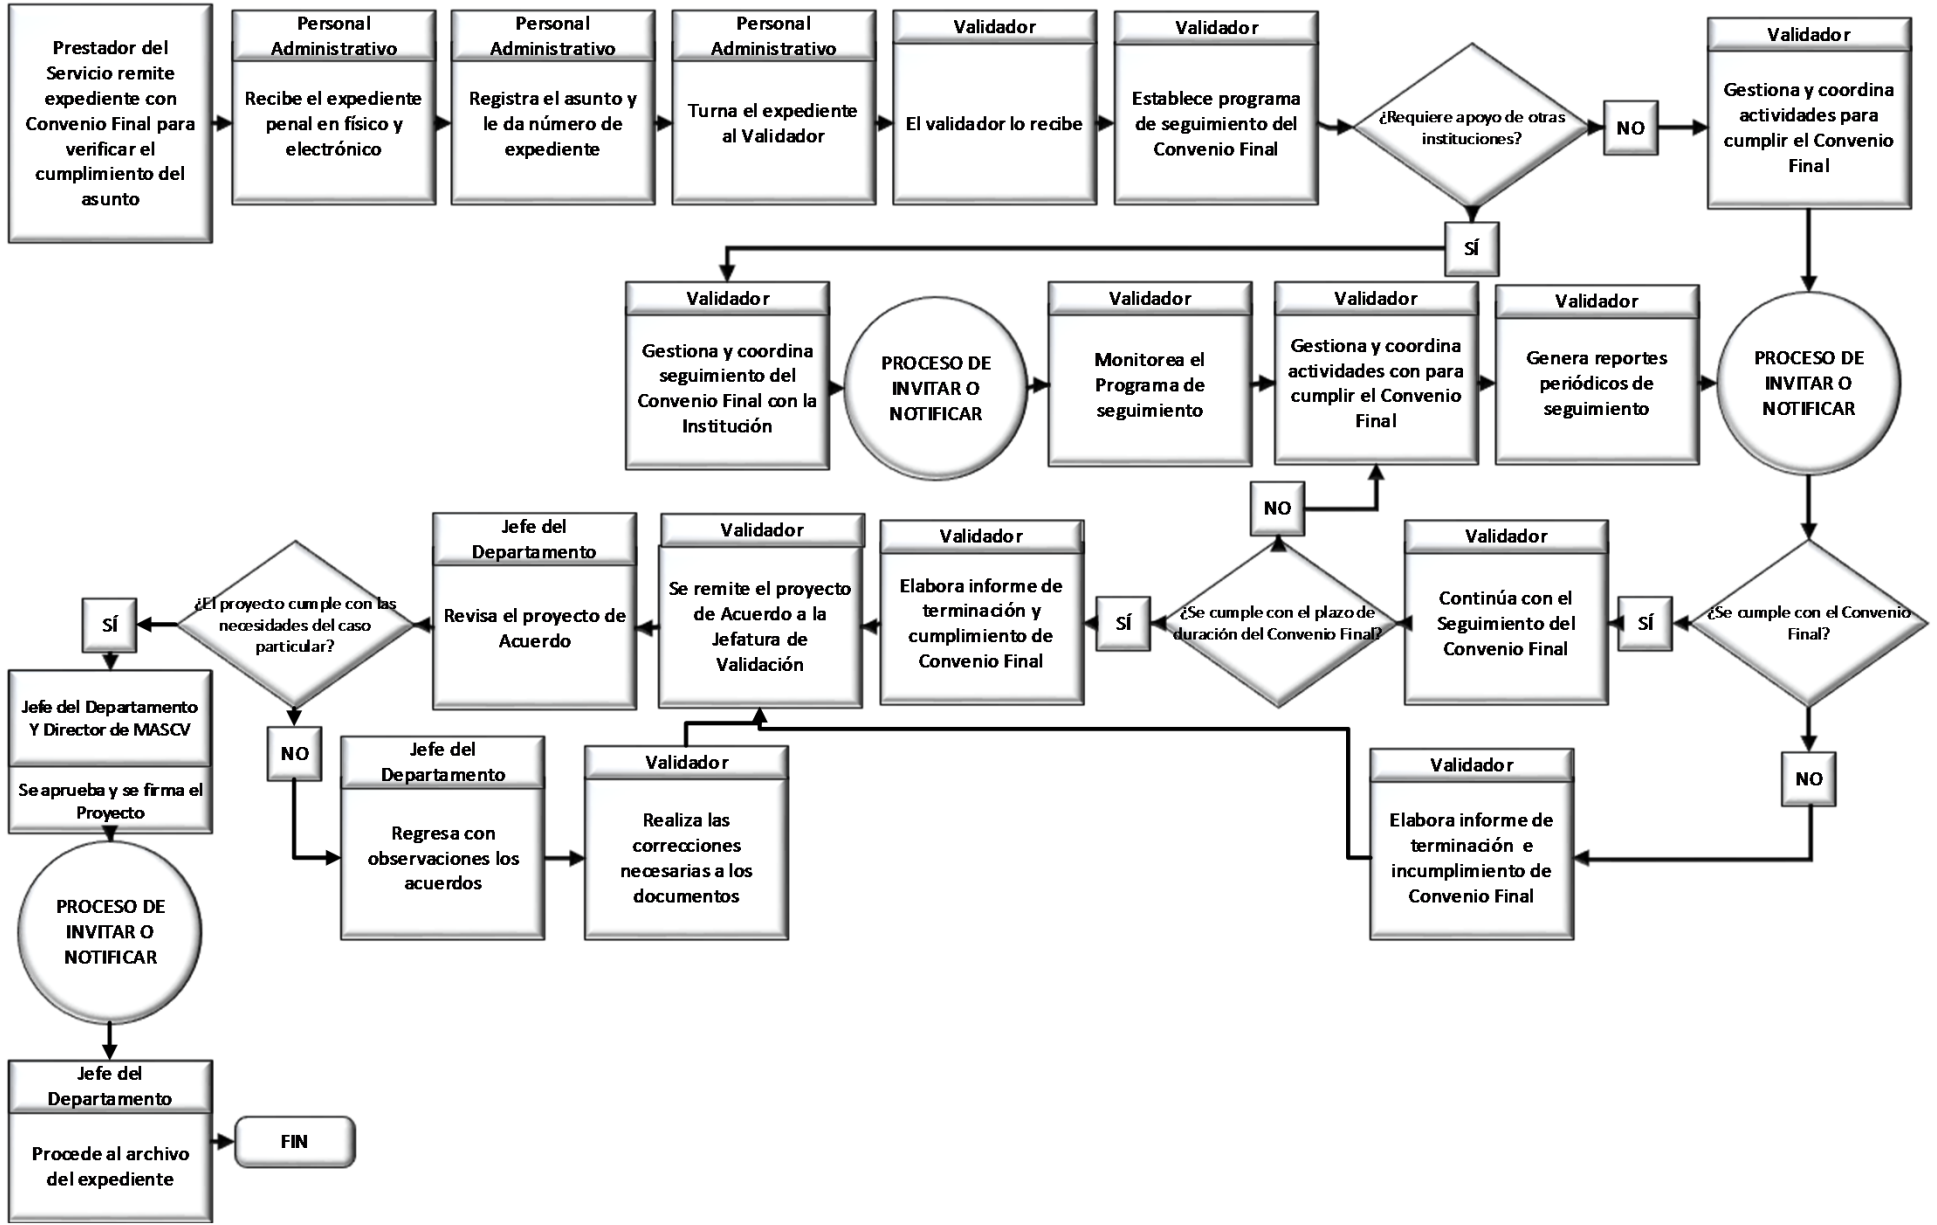 Prestador del
Servicio remite
expediente con
Convenio Final para
verificar el
cumplimiento del
asunto
Personal
Administrativo
Recibe el expediente
penal en físico y
electrónico
Personal
Administrativo
Registra el asunto y
le da número de
expediente
Personal
Administrativo
Turna el expediente
al Validador
Validador
El validador lo recibe
Validador
Establece programa
de seguimiento del
Convenio Final
¿Requiere apoyo de otras
instituciones?
NO
Validador
Gestiona y coordina
actividades para
cumplir el Convenio
Final
SÍ
Validador
Gestiona y coordina
seguimiento del
Convenio Final con la
Institución
PROCESO DE
INVITAR O
NOTIFICAR
Validador
Monitorea el
Programa de
seguimiento
Validador
Gestiona y coordina
actividades con para
cumplir el Convenio
Final
Validador
Genera reportes
periódicos de
seguimiento
PROCESO DE
INVITAR O
NOTIFICAR
¿Se cumple con el Convenio
Final?
SÍ
Validador
Continúa con el
Seguimiento del
Convenio Final
¿Se cumple con el plazo de
duración del Convenio Final?
NO
SÍ
Validador
Elabora informe de
terminación y
cumplimiento de
Convenio Final
Validador
Se remite el proyecto
de Acuerdo a la
Jefatura de
Validación
Jefe del
Departamento
Revisa el proyecto de
Acuerdo
¿El proyecto cumple con las
necesidades del caso
particular?
SÍ
Jefe del Departamento
Y Director de MASCV
Se aprueba y se firma el
Proyecto
NO
Jefe del
Departamento
Regresa con
observaciones los
acuerdos
Validador
Realiza las
correcciones
necesarias a los
documentos
NO
Validador
Elabora informe de
terminación e
incumplimiento de
Convenio Final
PROCESO DE
INVITAR O
NOTIFICAR
Jefe del
Departamento
Procede al archivo
del expediente
FIN